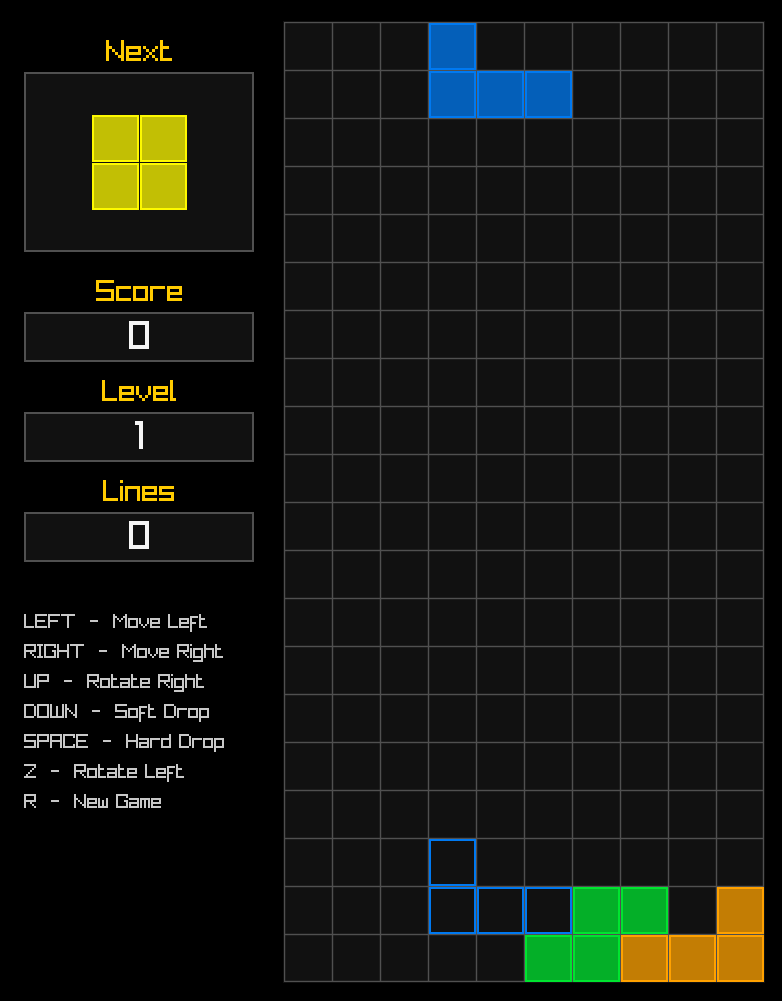 Next
Score
0
Level
1
Lines
0
LEFT - Move Left
RIGHT - Move Right
UP - Rotate Right
DOWN - Soft Drop
SPACE - Hard Drop
Z - Rotate Left
R - New Game